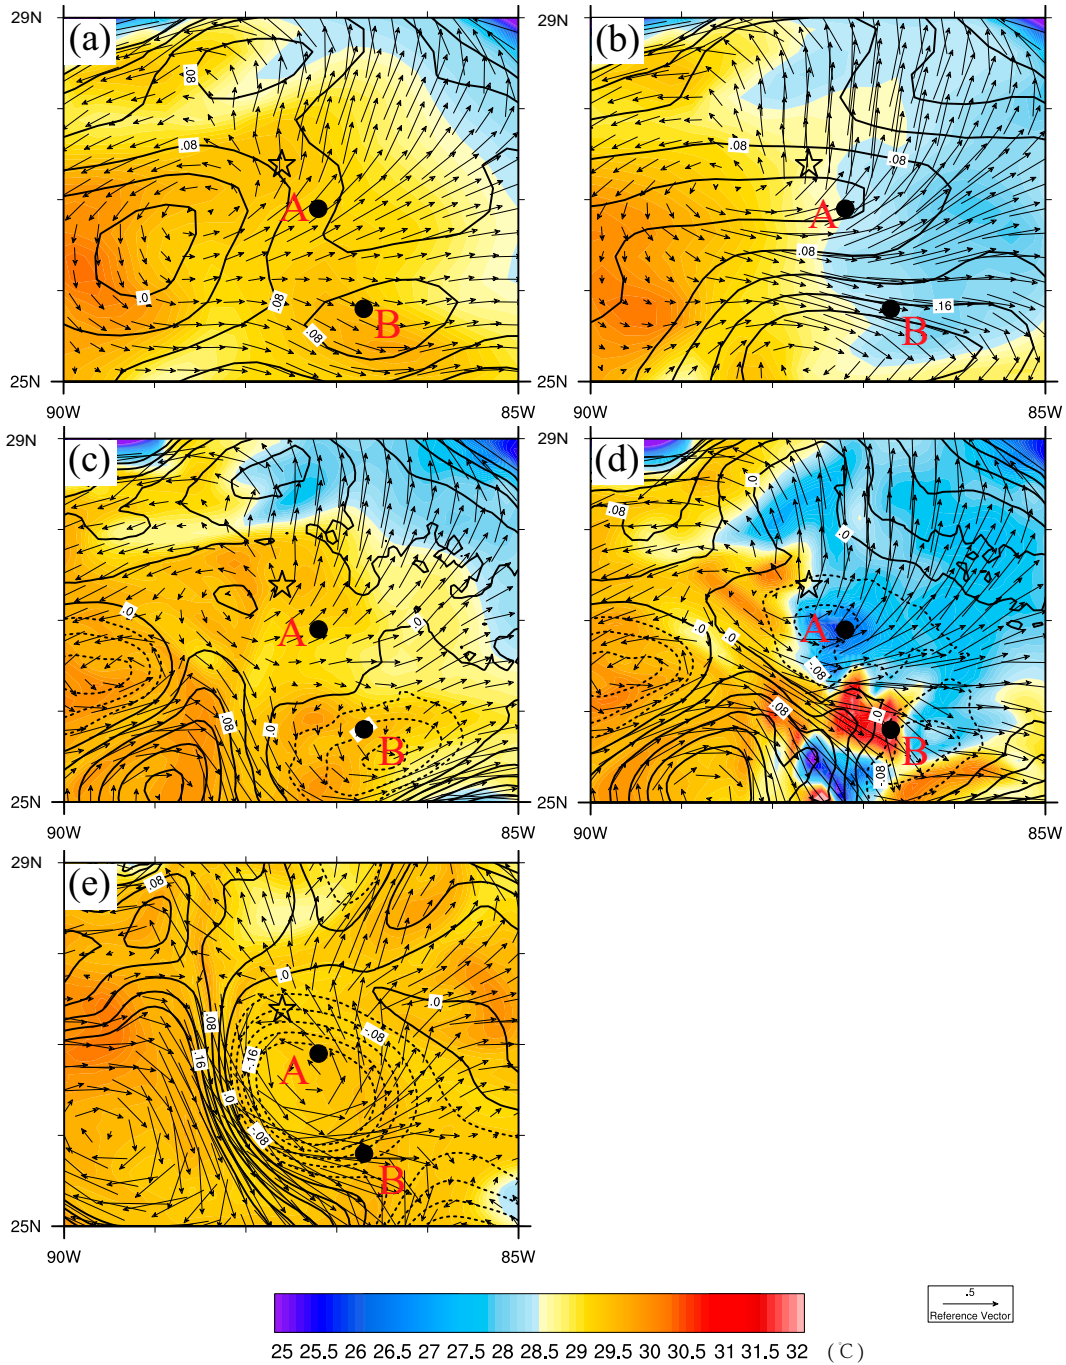 (a)
(b)
29N
29N
.08
.08
.08
.08
A
A
.08
.08
.0
.16
.08
B
B
25N
25N
90W
85W
90W
85W
(c)
(d)
29N
29N
.0
.08
.0
.0
A
.0
A
.0
-.08
.08
.0
.08
.0
B
B
-.08
25N
25N
90W
85W
90W
85W
(e)
29N
.08
.0
.0
.08
-.08
.16
-.16
A
.0
-.08
B
25N
90W
85W
.5
Reference Vector
25 25.5 26 26.5 27 27.5 28 28.5 29 29.5 30 30.5 31 31.5 32 (°C)